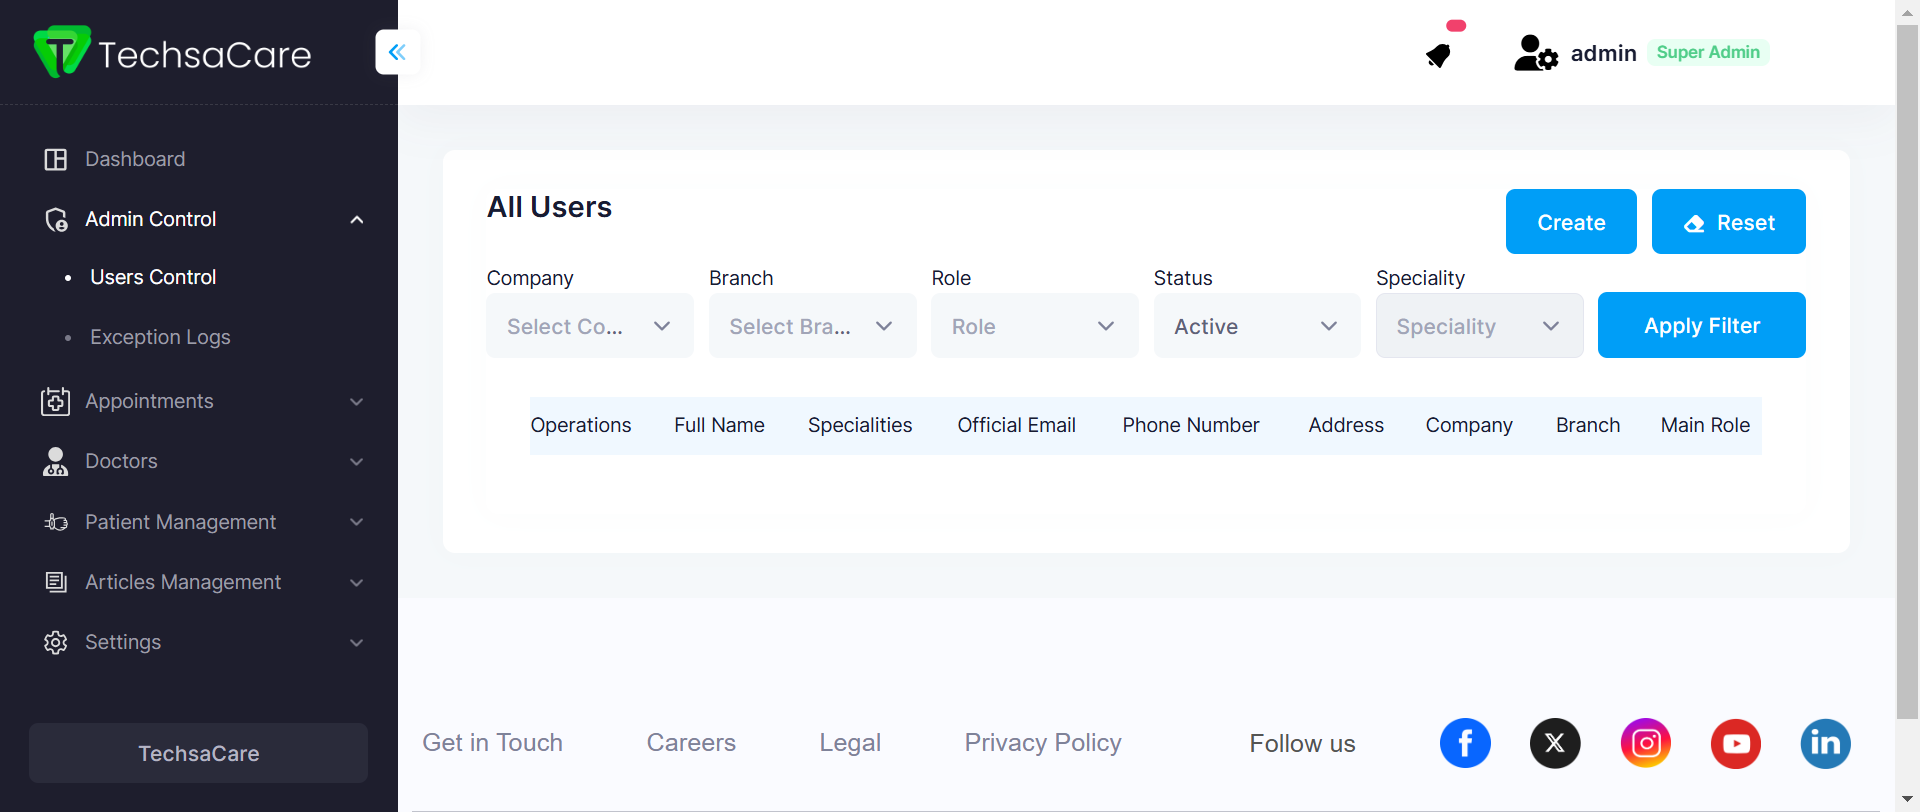 TechsaCare
admin Super Admin
Dashboard
Admin Control
Users Control
Exception Logs
Appointments
Doctors
Patient Management
Articles Management
Settings
TechsaCare
All Users
Create
Reset
Company Branch Role Status Speciality
Select Co... Select Bra... Role Active Speciality Apply Filter
Operations Full Name Specialities Official Email Phone Number Address Company Branch Main Role
Get in Touch Careers Legal Privacy Policy Follow us